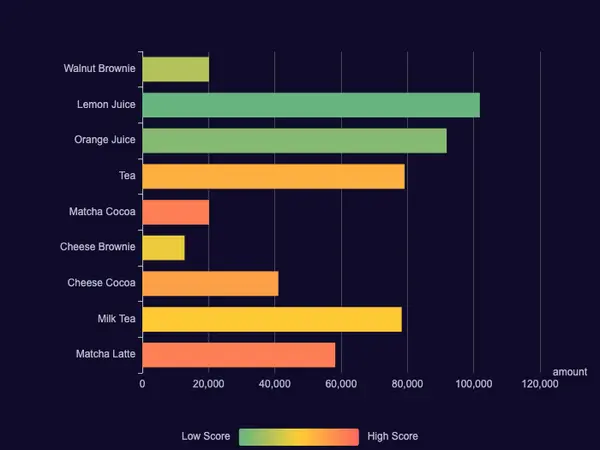 Walnut Brownie
Lemon Juice
Orange Juice
Tea
Matcha Cocoa
Cheese Brownie
Cheese Cocoa
Milk Tea
Matcha Latte
amount
0 20,000 40,000 60,000 80,000 100,000 120,000
Low Score High Score